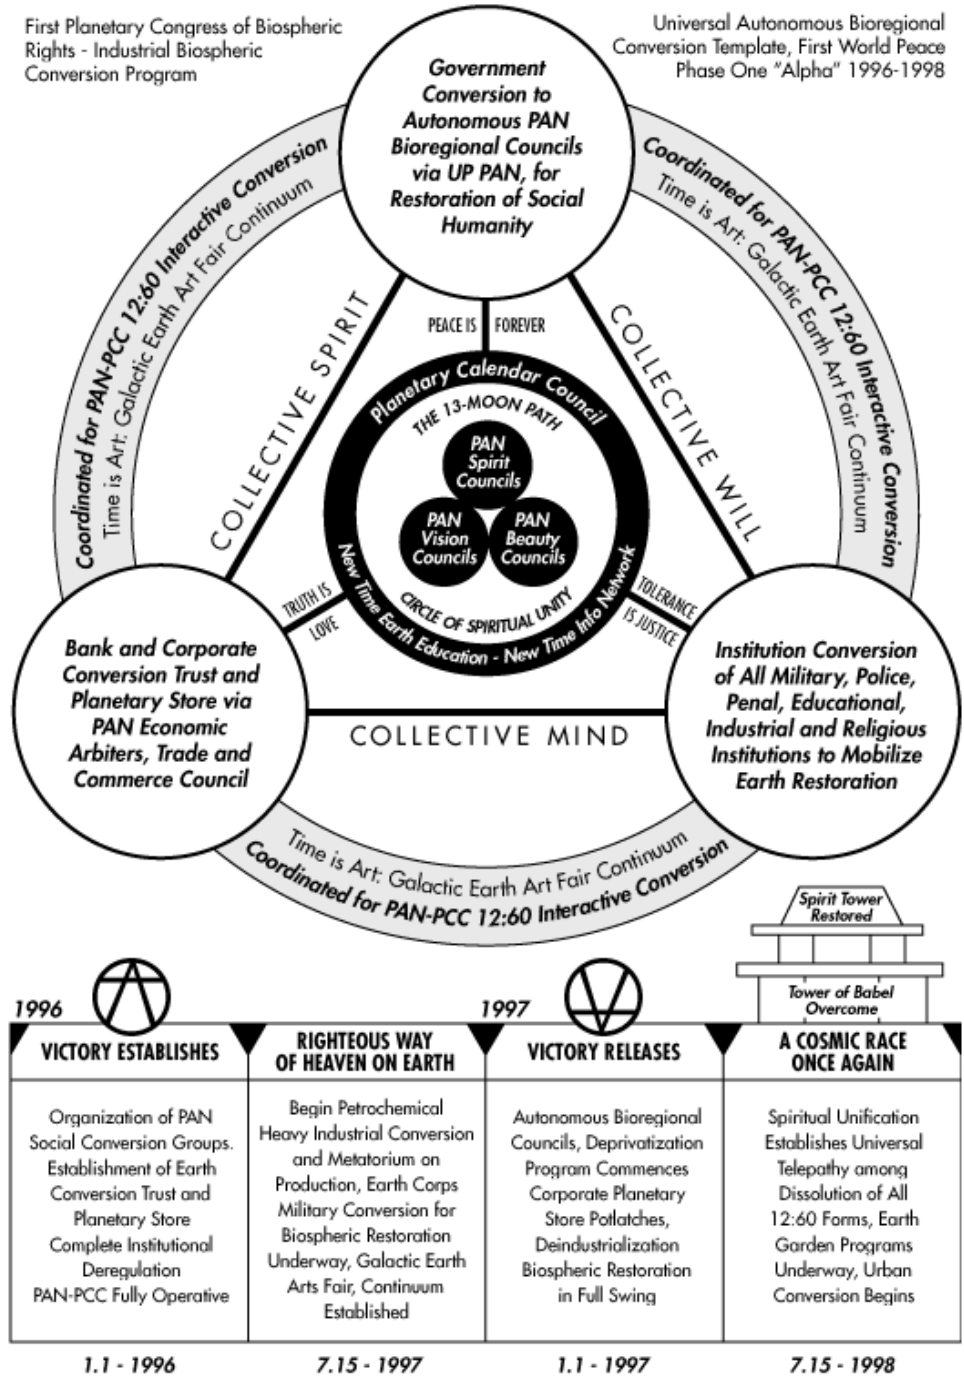 First Planetary Congress of Biospheric
Rights - Industrial Biospheric
Conversion Program
Universal Autonomous Bioregional
Conversion Template, First World Peace
Phase One "Alpha" 1996-1998
Government
Conversion to
Autonomous PAN
Bioregional Councils
via UP PAN, for
Restoration of Social
Humanity
Coordinated for PAN-PCC 12:60 Interactive Conversion
Time is Art: Galactic Earth Art Fair Continuum
Coordinated for PAN-PCC 12:60 Interactive Conversion
Time is Art: Galactic Earth Art Fair Continuum
COLLECTIVE SPIRIT
COLLECTIVE WILL
PEACE IS FOREVER
Planetary Calendar Council
THE 13-MOON PATH
PAN
Spirit
Councils
PAN
Vision
Councils
PAN
Beauty
Councils
CIRCLE OF SPIRITUAL UNITY
New Time Earth Education - New Time Info Network
TRUTH IS
LOVE
TOLERANCE
IS JUSTICE
Bank and Corporate
Conversion Trust and
Planetary Store via
PAN Economic
Arbiters, Trade and
Commerce Council
Institution Conversion
of All Military, Police,
Penal, Educational,
Industrial and Religious
Institutions to Mobilize
Earth Restoration
COLLECTIVE MIND
Time is Art: Galactic Earth Art Fair Continuum
Coordinated for PAN-PCC 12:60 Interactive Conversion
Spirit Tower
Restored
Tower of Babel
Overcome
1996
1997
VICTORY ESTABLISHES
Organization of PAN
Social Conversion Groups.
Establishment of Earth
Conversion Trust and
Planetary Store
Complete Institutional
Deregulation
PAN-PCC Fully Operative
1.1 - 1996
RIGHTEOUS WAY
OF HEAVEN ON EARTH
Begin Petrochemical
Heavy Industrial Conversion
and Metatorium on
Production, Earth Corps
Military Conversion for
Biospheric Restoration
Underway, Galactic Earth
Arts Fair, Continuum
Established
7.15 - 1997
VICTORY RELEASES
Autonomous Bioregional
Councils, Deprivatization
Program Commences
Corporate Planetary
Store Potlatches,
Deindustrialization
Biospheric Restoration
in Full Swing
1.1 - 1997
A COSMIC RACE
ONCE AGAIN
Spiritual Unification
Establishes Universal
Telepathy among
Dissolution of All
12:60 Forms, Earth
Garden Programs
Underway, Urban
Conversion Begins
7.15 - 1998